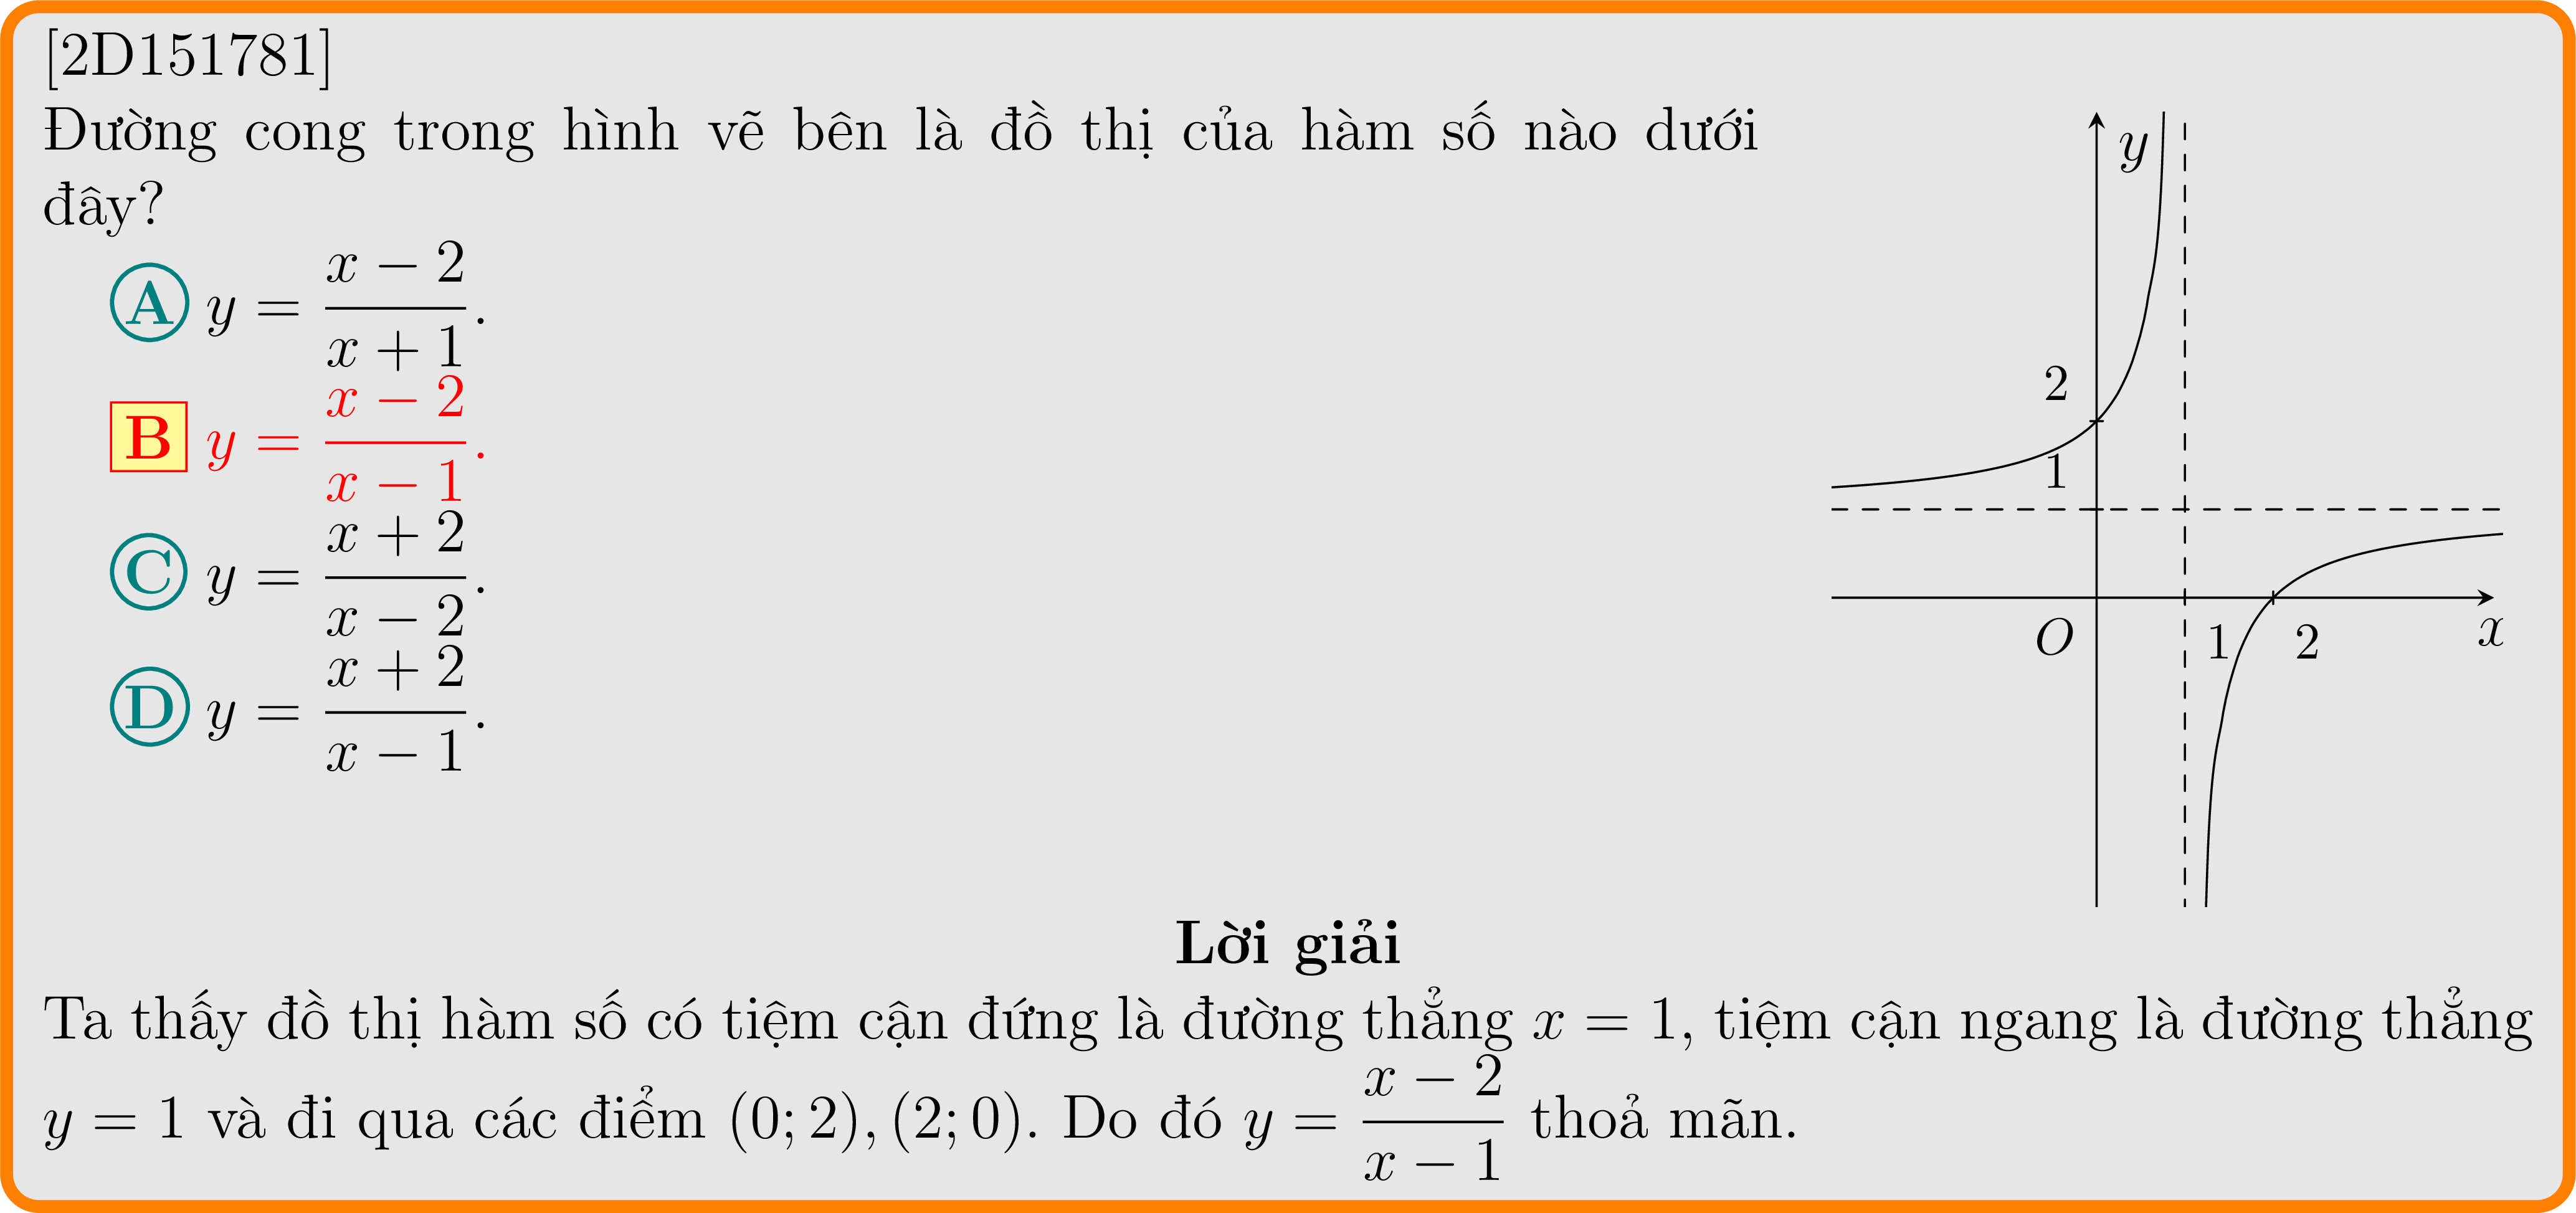 [2D151781]
Đường cong trong hình vẽ bên là đồ thị của hàm số nào dưới
đây?
A y = \frac{x − 2}{x + 1}.
B y = \frac{x − 2}{x − 1}.
C y = \frac{x + 2}{x − 2}.
D y = \frac{x + 2}{x − 1}.
y
2
1
O 1 2 x
Lời giải
Ta thấy đồ thị hàm số có tiệm cận đứng là đường thẳng x = 1, tiệm cận ngang là đường thẳng
y = 1 và đi qua các điểm (0; 2), (2; 0). Do đó y = \frac{x − 2}{x − 1} thoả mãn.